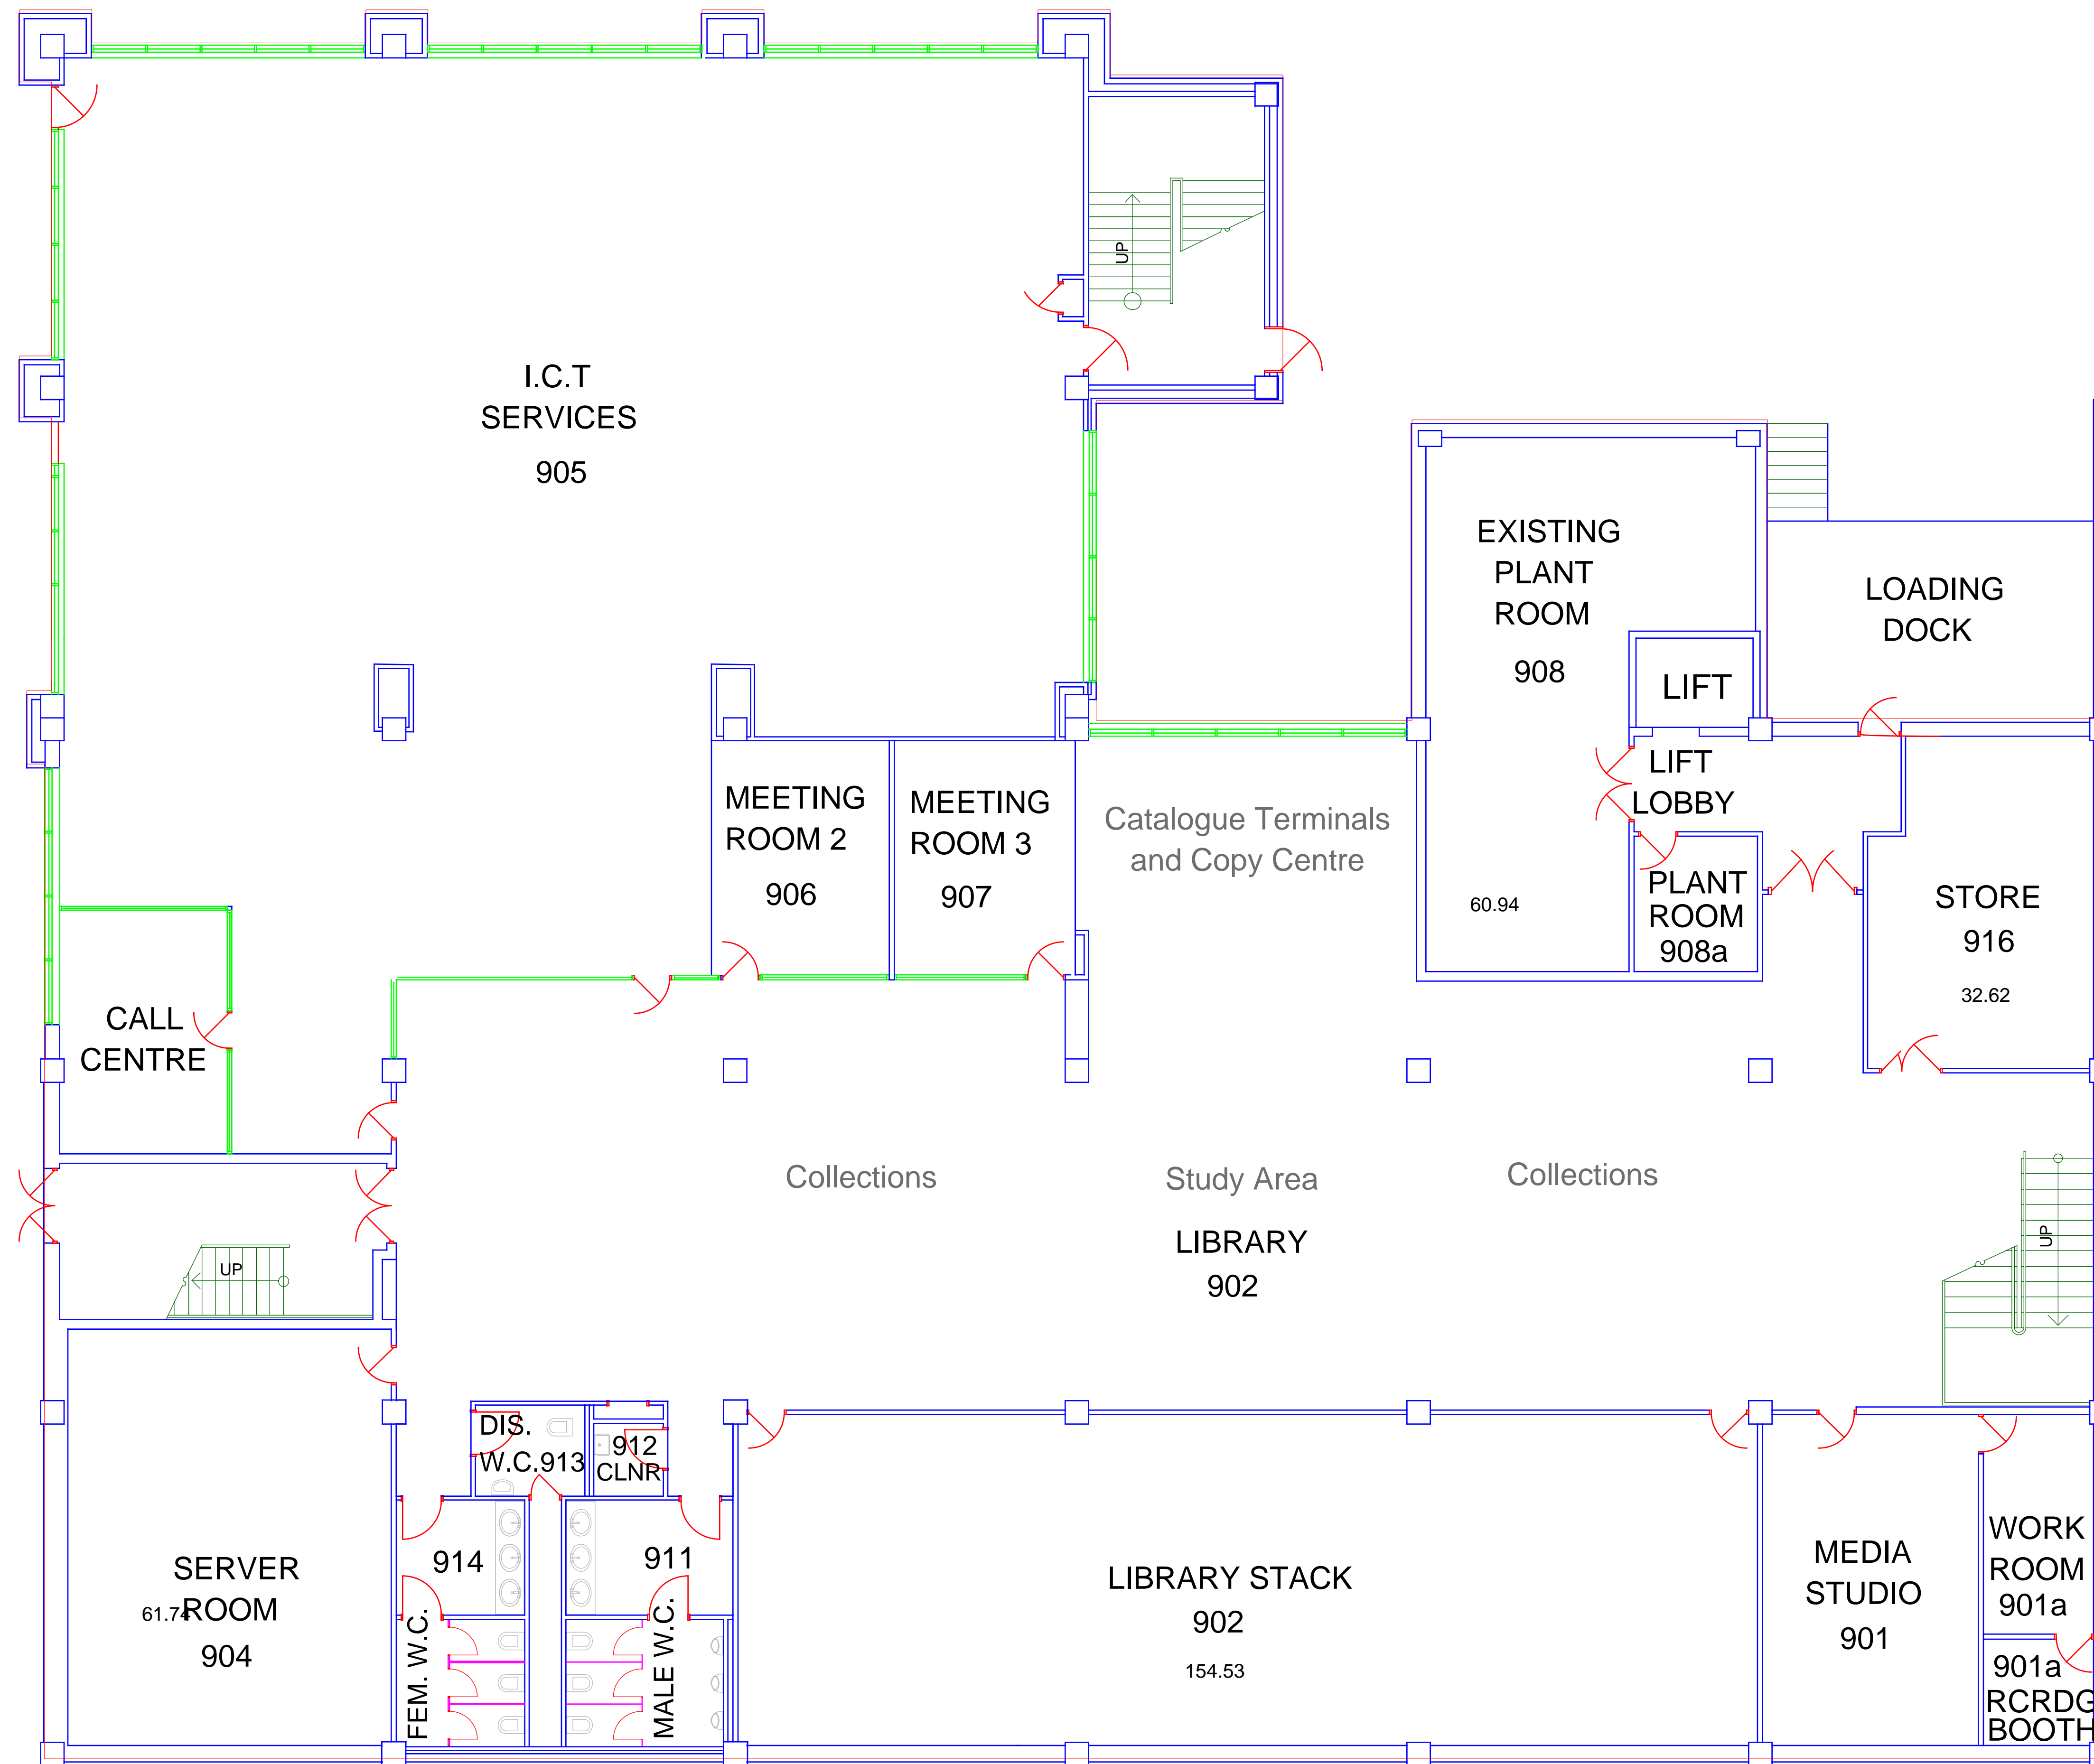 UP
I.C.T
SERVICES
905
EXISTING
PLANT
ROOM
908
LIFT
LOADING
DOCK
LIFT
LOBBY
MEETING
ROOM 2
906
MEETING
ROOM 3
907
Catalogue Terminals
and Copy Centre
60.94
PLANT
ROOM
908a
STORE
916
32.62
CALL
CENTRE
Collections
Study Area
Collections
LIBRARY
902
UP
UP
DIS.
W.C.913
912
CLNR
SERVER
ROOM
61.74
904
914
FEM. W.C.
911
MALE W.C.
LIBRARY STACK
902
154.53
MEDIA
STUDIO
901
WORK
ROOM
901a
901a
RCRDG
BOOTH